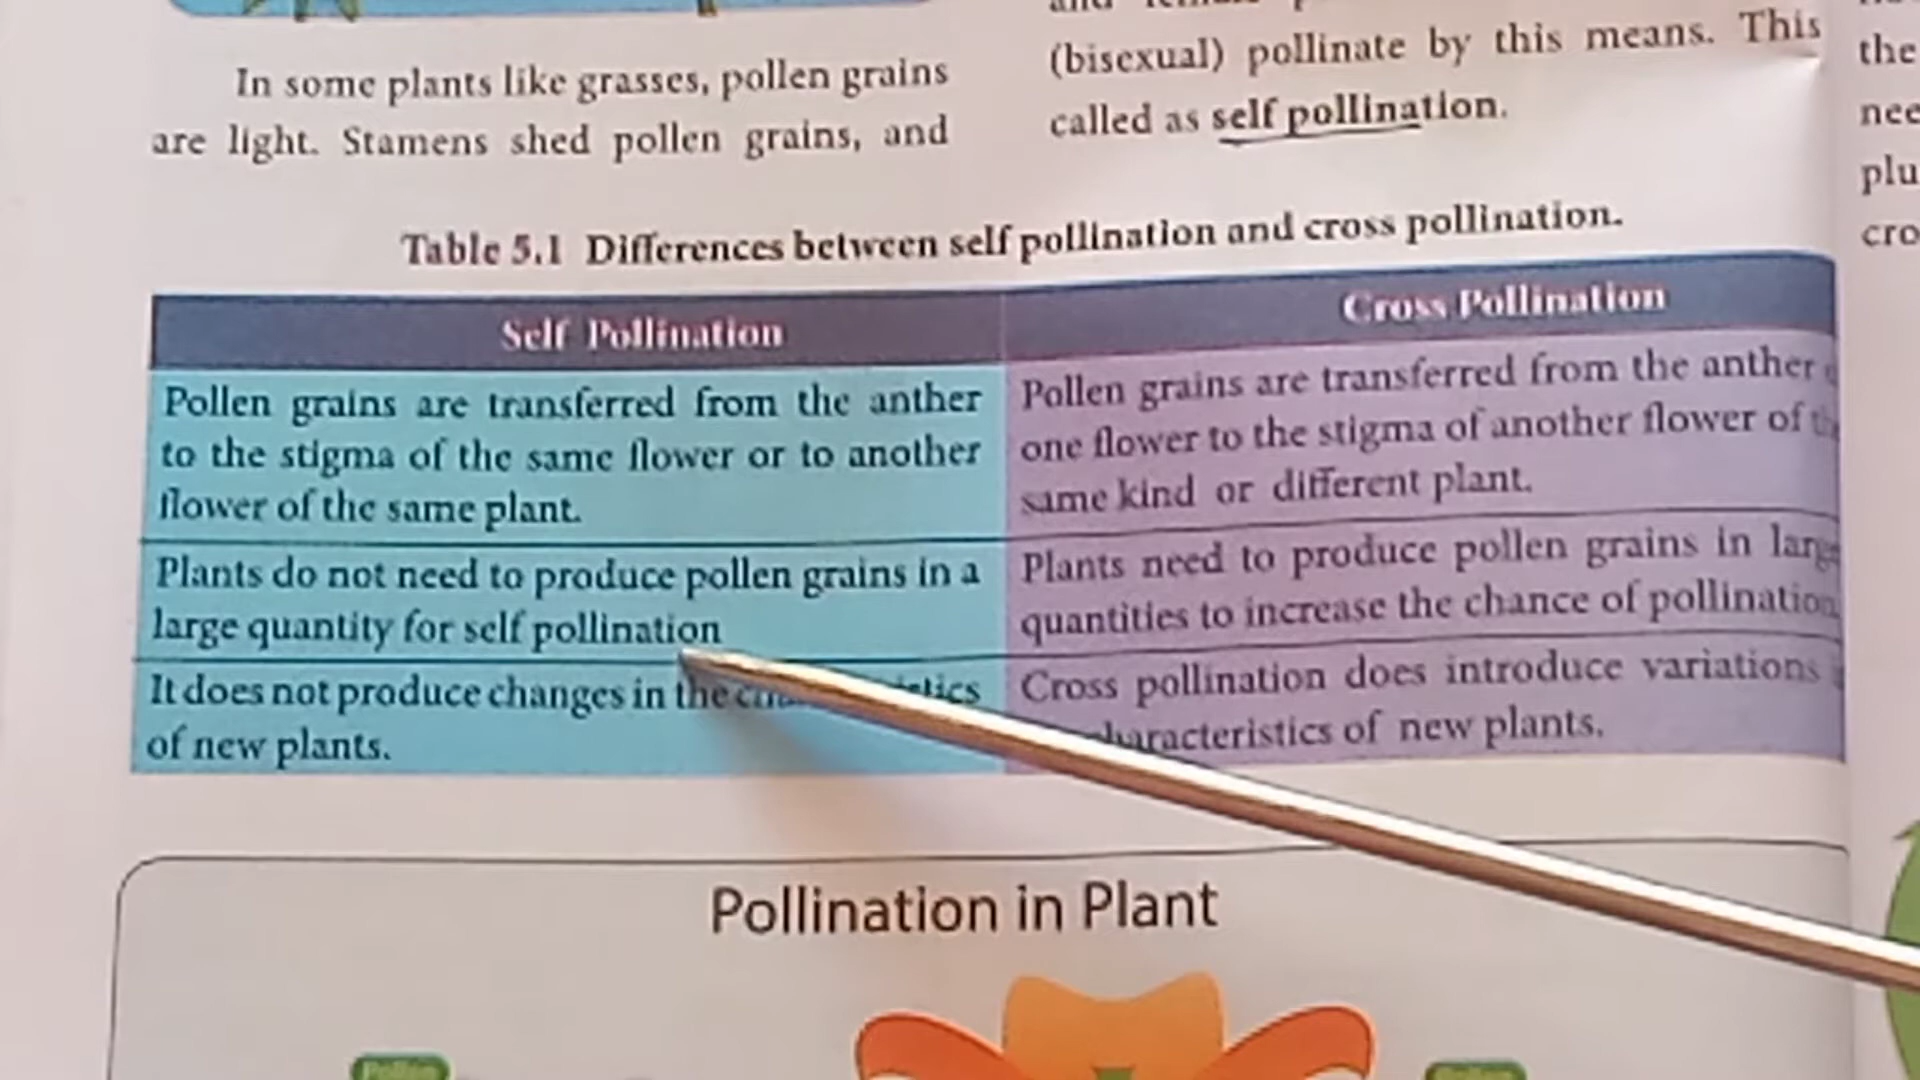 In some plants like grasses, pollen grains
are light. Stamens shed pollen grains, and
(bisexual) pollinate by this means. This
called as self pollination.
the
nee
plu
cro
Table 5.1 Differences between self pollination and cross pollination.
Self Pollination
Cross Pollination
Pollen grains are transferred from the anther
to the stigma of the same flower or to another
flower of the same plant.
Pollen grains are transferred from the anther
one flower to the stigma of another flower of
same kind or different plant.
Plants do not need to produce pollen grains in a
large quantity for self pollination
Plants need to produce pollen grains in large
quantities to increase the chance of pollination
It does not produce changes in the
of new plants.
Cross pollination does introduce variations
characteristics of new plants.
Pollination in Plant